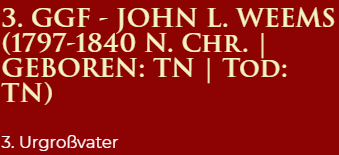 3. GGF - JOHN L. WEEMS
(1797-1840 N. CHR. |
GEBOREN: TN | TOD:
TN)
3. Urgroßvater